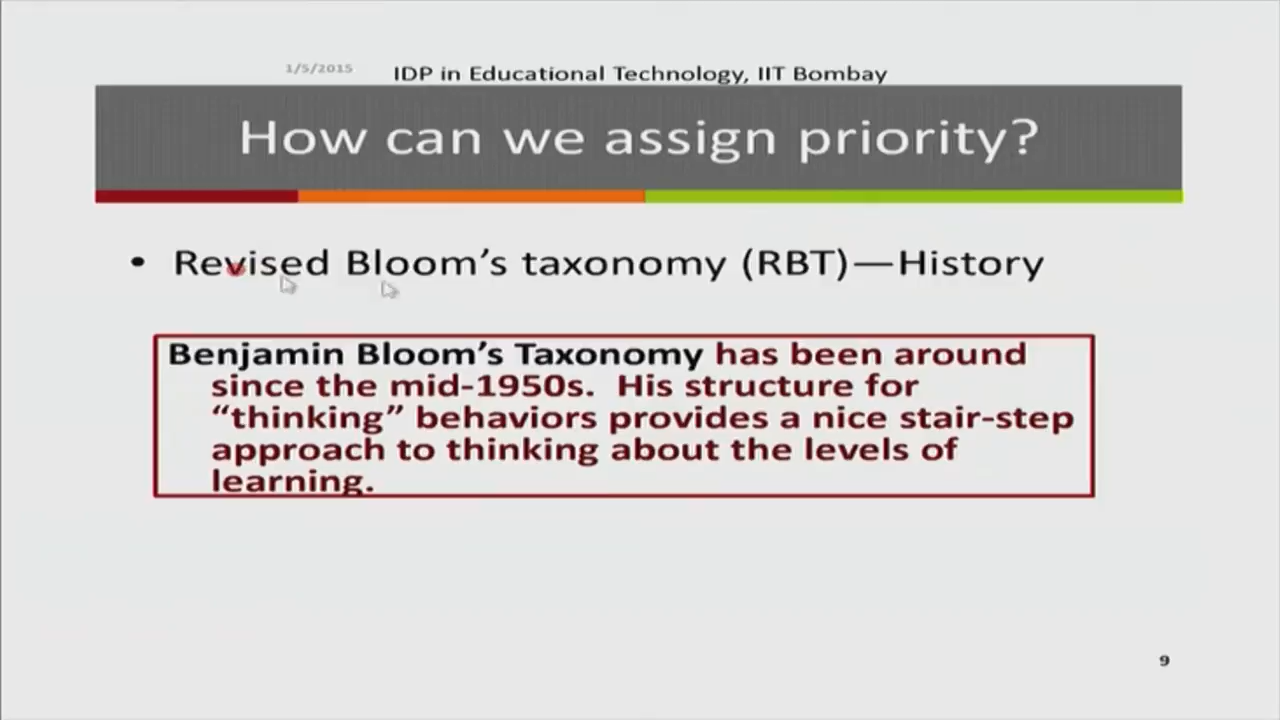 1/5/2015 IDP in Educational Technology, IIT Bombay
How can we assign priority?
• Revised Bloom’s taxonomy (RBT)—History
Benjamin Bloom’s Taxonomy has been around
since the mid-1950s.  His structure for
“thinking” behaviors provides a nice stair-step
approach to thinking about the levels of
learning.
9